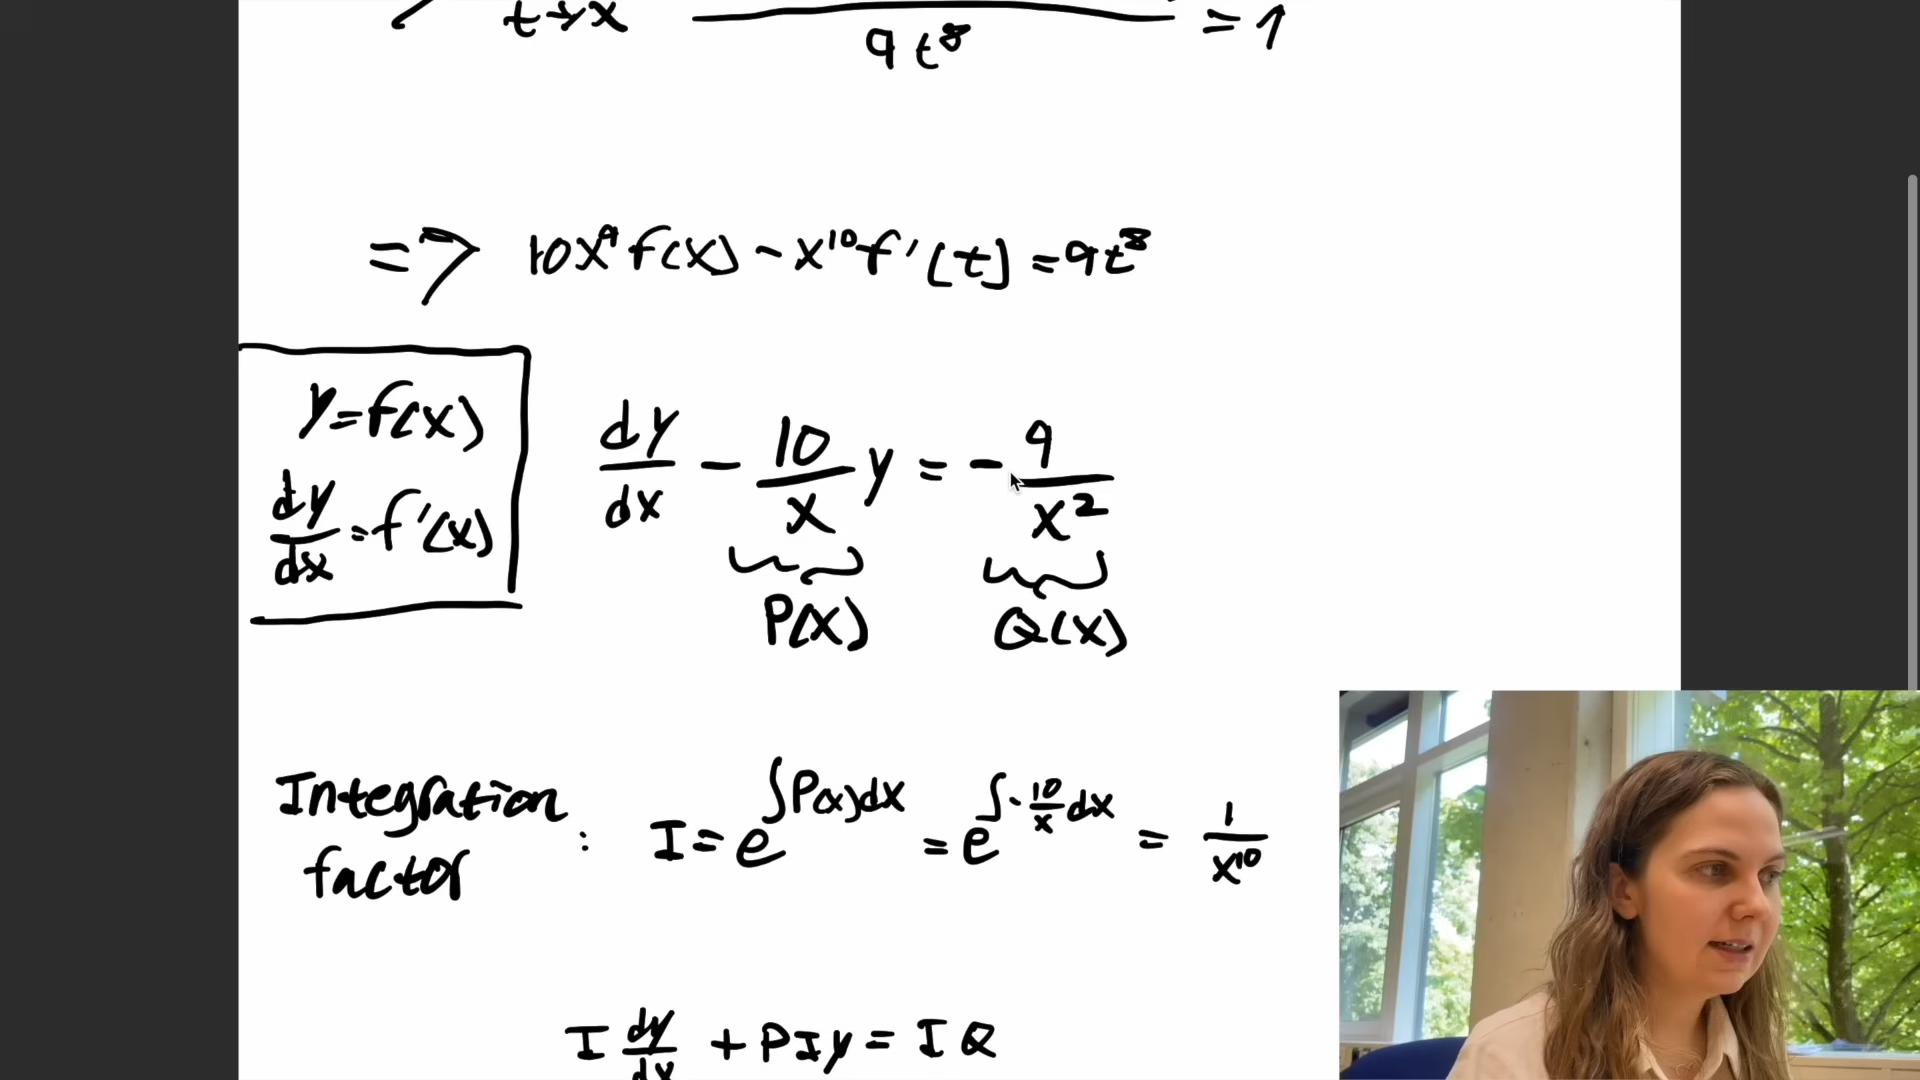 t→x
9t⁸ = 1
=> 10x⁹f(x) - x¹⁰f'(t) = 9t⁸
y=f(x)
dy/dx = f'(x)
dy/dx - 10/x y = - 9/x²
P(x) Q(x)
Integration factor : I = e^∫P(x)dx = e^∫-10/x dx = 1/x¹⁰
I dy/dx + PIy = IQ